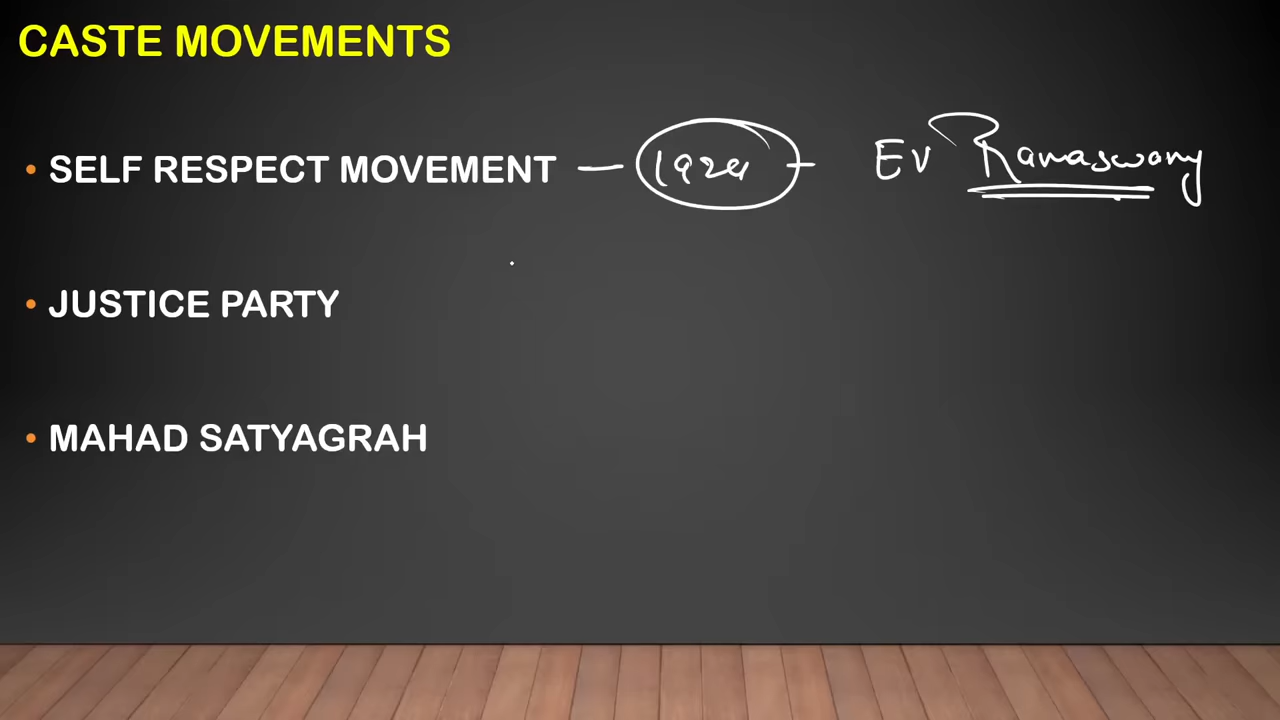 CASTE MOVEMENTS
• SELF RESPECT MOVEMENT — 1924 — EV Ramaswamy
• JUSTICE PARTY
• MAHAD SATYAGRAH